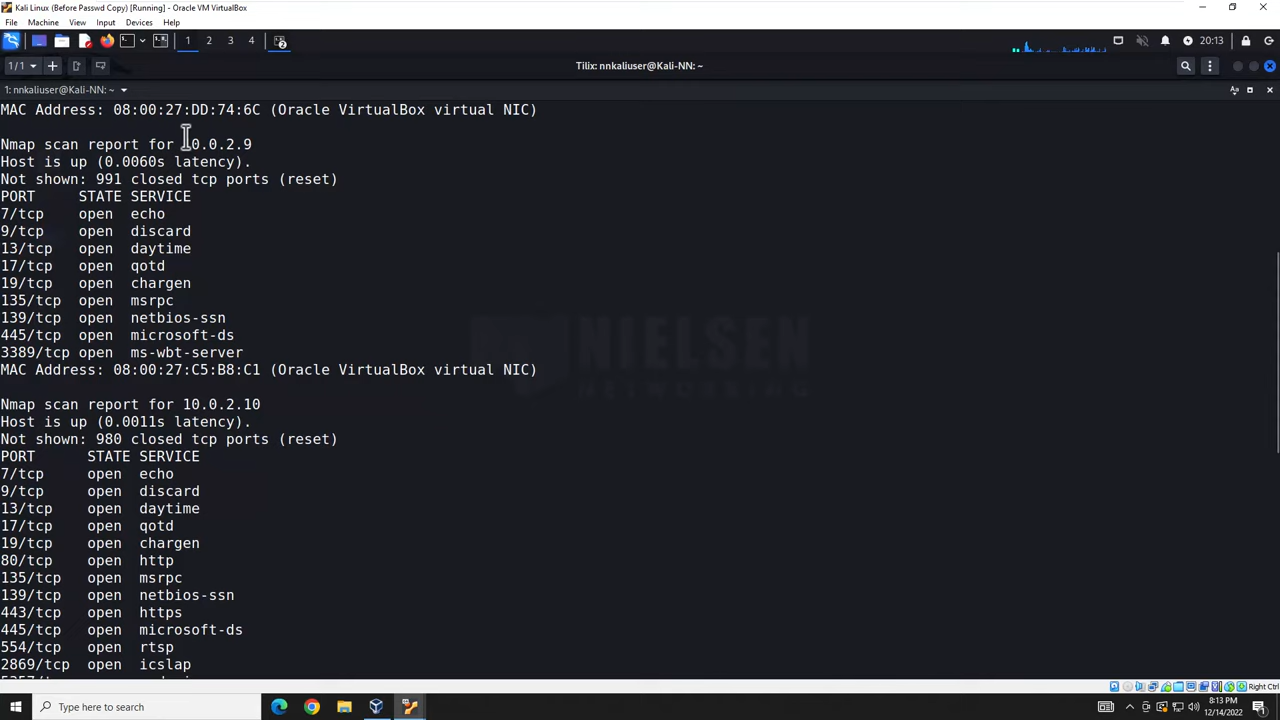 Kali Linux (Before Passwd Copy) [Running] - Oracle VM VirtualBox
File Machine View Input Devices Help
1 2 3 4 2 20:13
1/1 Tilix: nnkaliuser@Kali-NN: ~
1: nnkaliuser@Kali-NN: ~
MAC Address: 08:00:27:DD:74:6C (Oracle VirtualBox virtual NIC)
Nmap scan report for 10.0.2.9
Host is up (0.0060s latency).
Not shown: 991 closed tcp ports (reset)
PORT STATE SERVICE
7/tcp open echo
9/tcp open discard
13/tcp open daytime
17/tcp open qotd
19/tcp open chargen
135/tcp open msrpc
139/tcp open netbios-ssn
445/tcp open microsoft-ds
3389/tcp open ms-wbt-server
MAC Address: 08:00:27:C5:B8:C1 (Oracle VirtualBox virtual NIC)
Nmap scan report for 10.0.2.10
Host is up (0.0011s latency).
Not shown: 980 closed tcp ports (reset)
PORT STATE SERVICE
7/tcp open echo
9/tcp open discard
13/tcp open daytime
17/tcp open qotd
19/tcp open chargen
80/tcp open http
135/tcp open msrpc
139/tcp open netbios-ssn
443/tcp open https
445/tcp open microsoft-ds
554/tcp open rtsp
2869/tcp open icslap
NIELSEN
NETWORKING
Right Ctrl
Type here to search
8:13 PM
12/14/2022